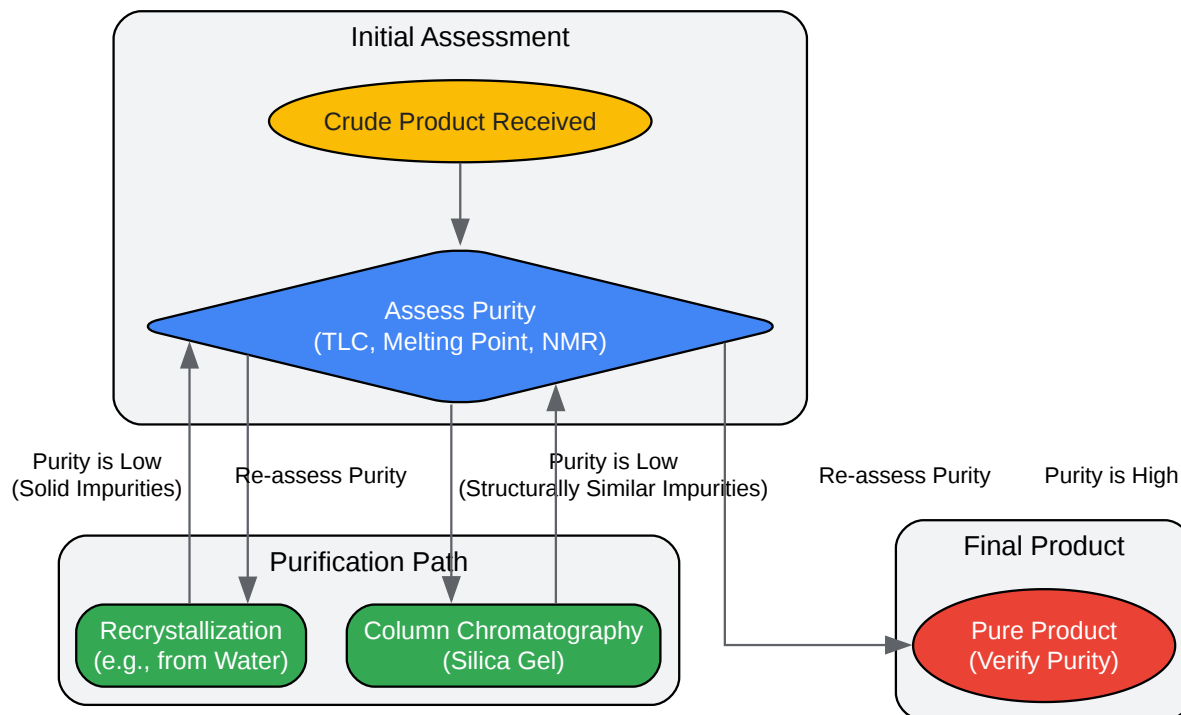 Initial Assessment
Crude Product Received
Assess Purity
(TLC, Melting Point, NMR)
Purity is Low
(Solid Impurities)
Re-assess Purity
Purity is Low
(Structurally Similar Impurities)
Re-assess Purity
Purity is High
Purification Path
Recrystallization
(e.g., from Water)
Column Chromatography
(Silica Gel)
Final Product
Pure Product
(Verify Purity)